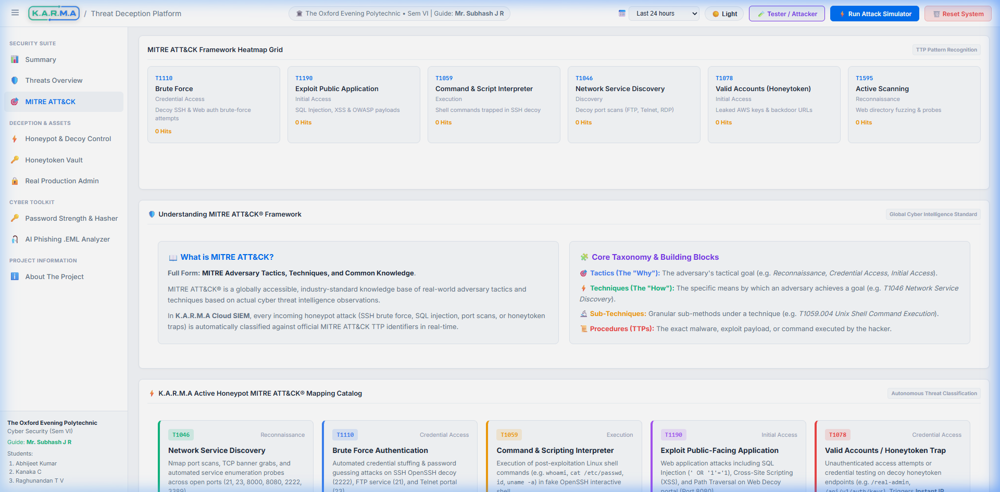 K.A.R.M.A / Threat Deception Platform
The Oxford Evening Polytechnic • Sem VI | Guide: Mr. Subhash J R
Last 24 hours
Light
Tester / Attacker
Run Attack Simulator
Reset System
SECURITY SUITE
Summary
Threats Overview
MITRE ATT&CK
DECEPTION & ASSETS
Honeypot & Decoy Control
Honeytoken Vault
Real Production Admin
CYBER TOOLKIT
Password Strength & Hasher
AI Phishing .EML Analyzer
PROJECT INFORMATION
About The Project
The Oxford Evening Polytechnic
Cyber Security (Sem VI)
Guide: Mr. Subhash J R
Students:
1. Abhijeet Kumar
2. Kanaka C
3. Raghunandan T V
MITRE ATT&CK Framework Heatmap Grid
TTP Pattern Recognition
T1110
Brute Force
Credential Access
Decoy SSH & Web auth brute-force
attempts
0 Hits
T1190
Exploit Public Application
Initial Access
SQL Injection, XSS & OWASP payloads
0 Hits
T1059
Command & Script Interpreter
Execution
Shell commands trapped in SSH decoy
0 Hits
T1046
Network Service Discovery
Discovery
Decoy port scans (FTP, Telnet, RDP)
0 Hits
T1078
Valid Accounts (Honeytoken)
Initial Access
Leaked AWS keys & backdoor URLs
0 Hits
T1595
Active Scanning
Reconnaissance
Web directory fuzzing & probes
0 Hits
Understanding MITRE ATT&CK® Framework
Global Cyber Intelligence Standard
What is MITRE ATT&CK?
Full Form: MITRE Adversary Tactics, Techniques, and Common Knowledge.
MITRE ATT&CK® is a globally accessible, industry-standard knowledge base of real-world adversary tactics and
techniques based on actual cyber threat intelligence observations.
In K.A.R.M.A Cloud SIEM, every incoming honeypot attack (SSH brute force, SQL injection, port scans, or honeytoken
traps) is automatically classified against official MITRE ATT&CK TTP identifiers in real-time.
Core Taxonomy & Building Blocks
Tactics (The "Why"): The adversary's tactical goal (e.g. Reconnaissance, Credential Access, Initial Access).
Techniques (The "How"): The specific means by which an adversary achieves a goal (e.g. T1046 Network Service
Discovery).
Sub-Techniques: Granular sub-methods under a technique (e.g. T1059.004 Unix Shell Command Execution).
Procedures (TTPs): The exact malware, exploit payload, or command executed by the hacker.
K.A.R.M.A Active Honeypot MITRE ATT&CK® Mapping Catalog
Autonomous Threat Classification
T1046
Reconnaissance
Network Service Discovery
Nmap port scans, TCP banner grabs, and
automated service enumeration probes
across open ports (21, 23, 8000, 8080, 2222,
3389).
T1110
Credential Access
Brute Force Authentication
Automated credential stuffing & password
guessing attacks on SSH OpenSSH decoy
(2222), FTP service (21), and Telnet portal
(23).
T1059
Execution
Command & Scripting Interpreter
Execution of post-exploitation Linux shell
commands (e.g. whoami, cat /etc/passwd,
id, uname -a) in fake OpenSSH interactive
shell.
T1190
Initial Access
Exploit Public-Facing Application
Web application attacks including SQL
Injection (' OR '1'='1), Cross-Site Scripting
(XSS), and Path Traversal on Web Decoy
portal (Port 8080).
T1078
Credential Access
Valid Accounts / Honeytoken Trap
Unauthenticated access attempts or
credential testing on decoy honeytoken
endpoints (e.g. /real-admin,
/api/v1/auth/keys). Triggers Instant IP